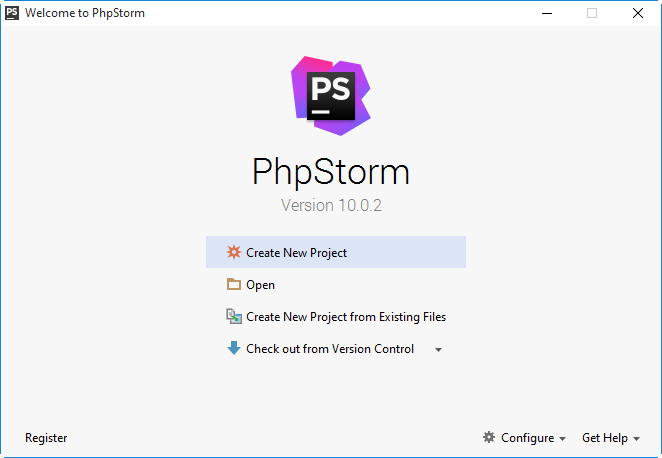 PS
Welcome to PhpStorm
PS
PhpStorm
Version 10.0.2
Create New Project
Open
Create New Project from Existing Files
Check out from Version Control
Register
Configure
Get Help